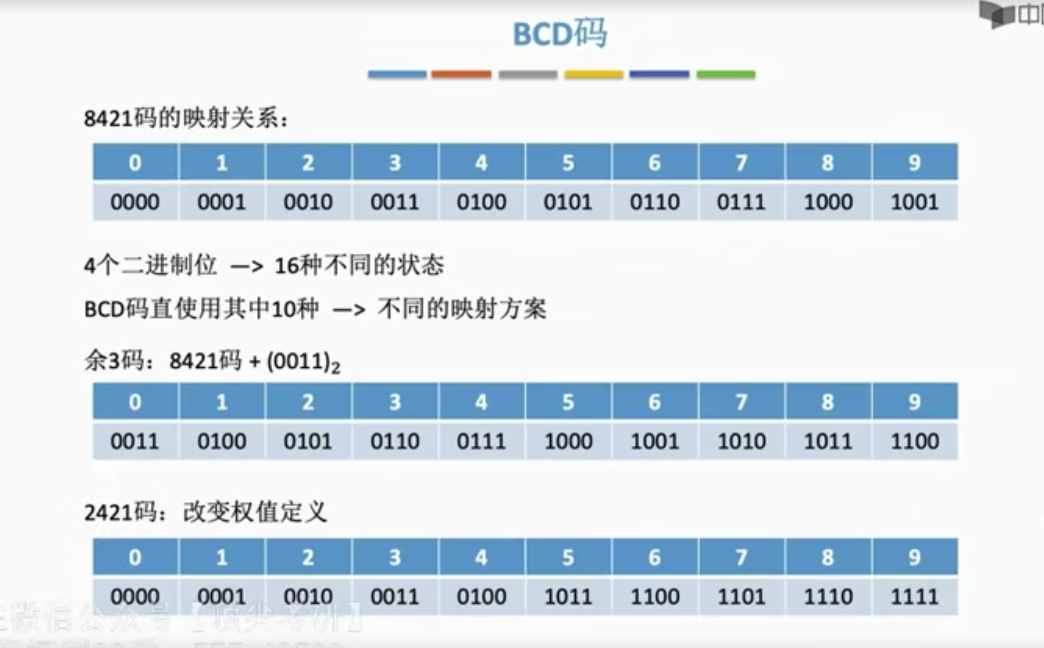 中国
BCD码
8421码的映射关系：
0 1 2 3 4 5 6 7 8 9
0000 0001 0010 0011 0100 0101 0110 0111 1000 1001
4个二进制位 —> 16种不同的状态
BCD码直使用其中10种 —> 不同的映射方案
余3码：8421码 + (0011)₂
0 1 2 3 4 5 6 7 8 9
0011 0100 0101 0110 0111 1000 1001 1010 1011 1100
2421码：改变权值定义
0 1 2 3 4 5 6 7 8 9
0000 0001 0010 0011 0100 1011 1100 1101 1110 1111
微信公众号【顶尖考研】